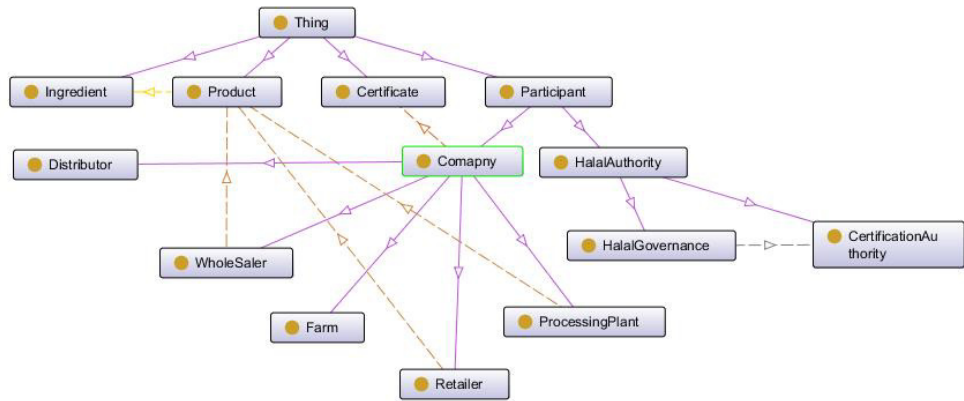 Thing
Ingredient
Product
Certificate
Participant
Distributor
Comapny
HalalAuthority
WholeSaler
HalalGovernance
CertificationAu
thority
Farm
ProcessingPlant
Retailer